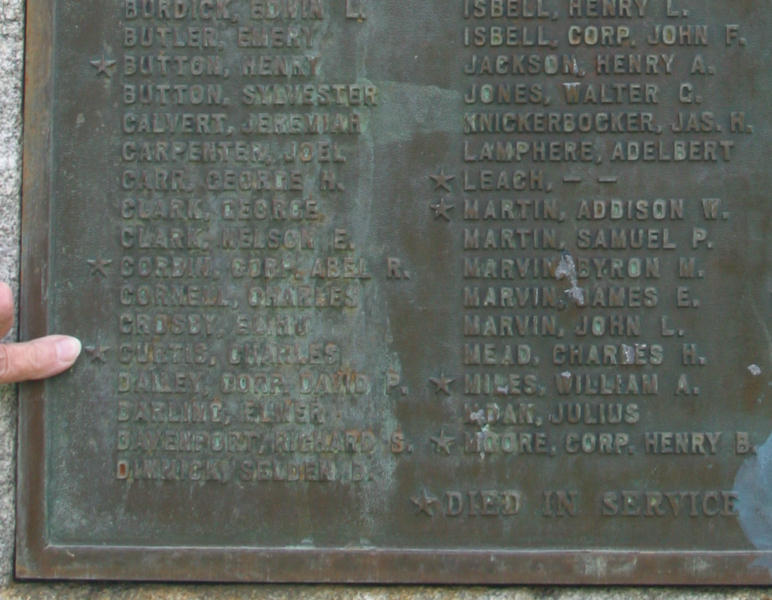 BURDICK, EDWIN L.
BUTLER, EMERY
★ BUTTON, HENRY
BUTTON, SYLVESTER
CALVERT, JEREMIAH
CARPENTER, JOEL
CARR, GEORGE H.
CLARK, GEORGE
CLARK, NELSON E.
★ CORBIN, CORP. ABEL R.
CORNELL, CHARLES
CROSBY,
★ CURTIS, CHARLES
DAILEY, CORP. DAVID P.
DARLING, ELMER
DAVENPORT, RICHARD S.
DIMMICK, SELDEN D.
ISBELL, HENRY L.
ISBELL, CORP. JOHN F.
JACKSON, HENRY A.
JONES, WALTER G.
KNICKERBOCKER, JAS. H.
LAMPHERE, ADELBERT
★ LEACH, — —
★ MARTIN, ADDISON W.
MARTIN, SAMUEL P.
MARVIN, BYRON M.
MARVIN, JAMES E.
MARVIN, JOHN L.
MEAD, CHARLES H.
★ MILES, WILLIAM A.
JULIUS
★ MOORE, CORP. HENRY B.
★ DIED IN SERVICE